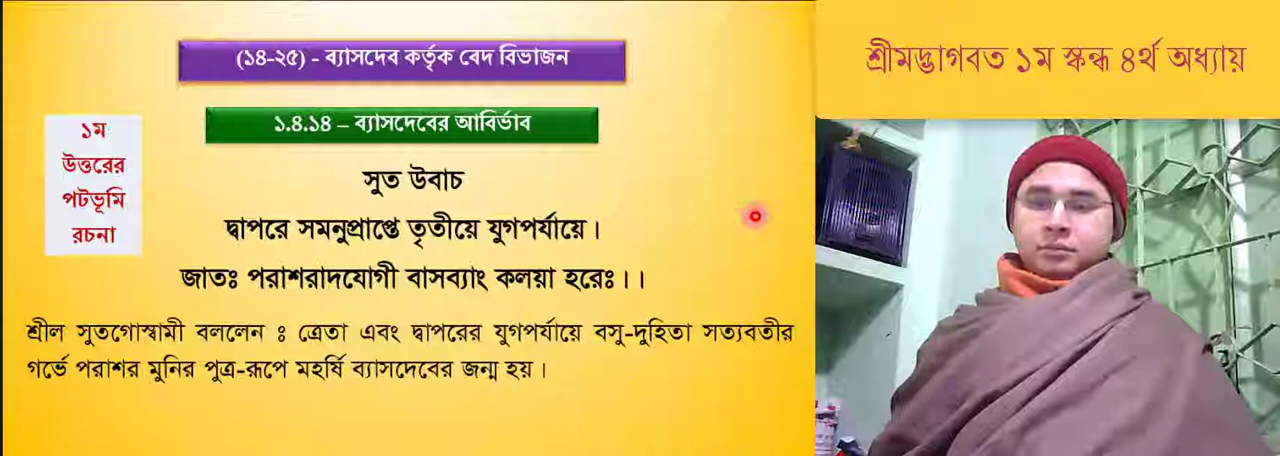 (১৪-২৫) - ব্যাসদেব কর্তৃক বেদ বিভাজন
শ্রীমদ্ভাগবত ১ম স্কন্ধ ৪র্থ অধ্যায়
১.৪.১৪ – ব্যাসদেবের আবির্ভাব
১ম
উত্তরের
পটভূমি
রচনা
সুত উবাচ
দ্বাপরে সমনুপ্রাপ্তে তৃতীয়ে যুগপর্যায়ে।
জাতঃ পরাশরাদযোগী বাসব্যাং কলয়া হরেঃ।।
শ্রীল সুতগোস্বামী বললেন ঃ ত্রেতা এবং দ্বাপরের যুগপর্যায়ে বসু-দুহিতা সত্যবতীর
গর্ভে পরাশর মুনির পুত্র-রূপে মহর্ষি ব্যাসদেবের জন্ম হয়।